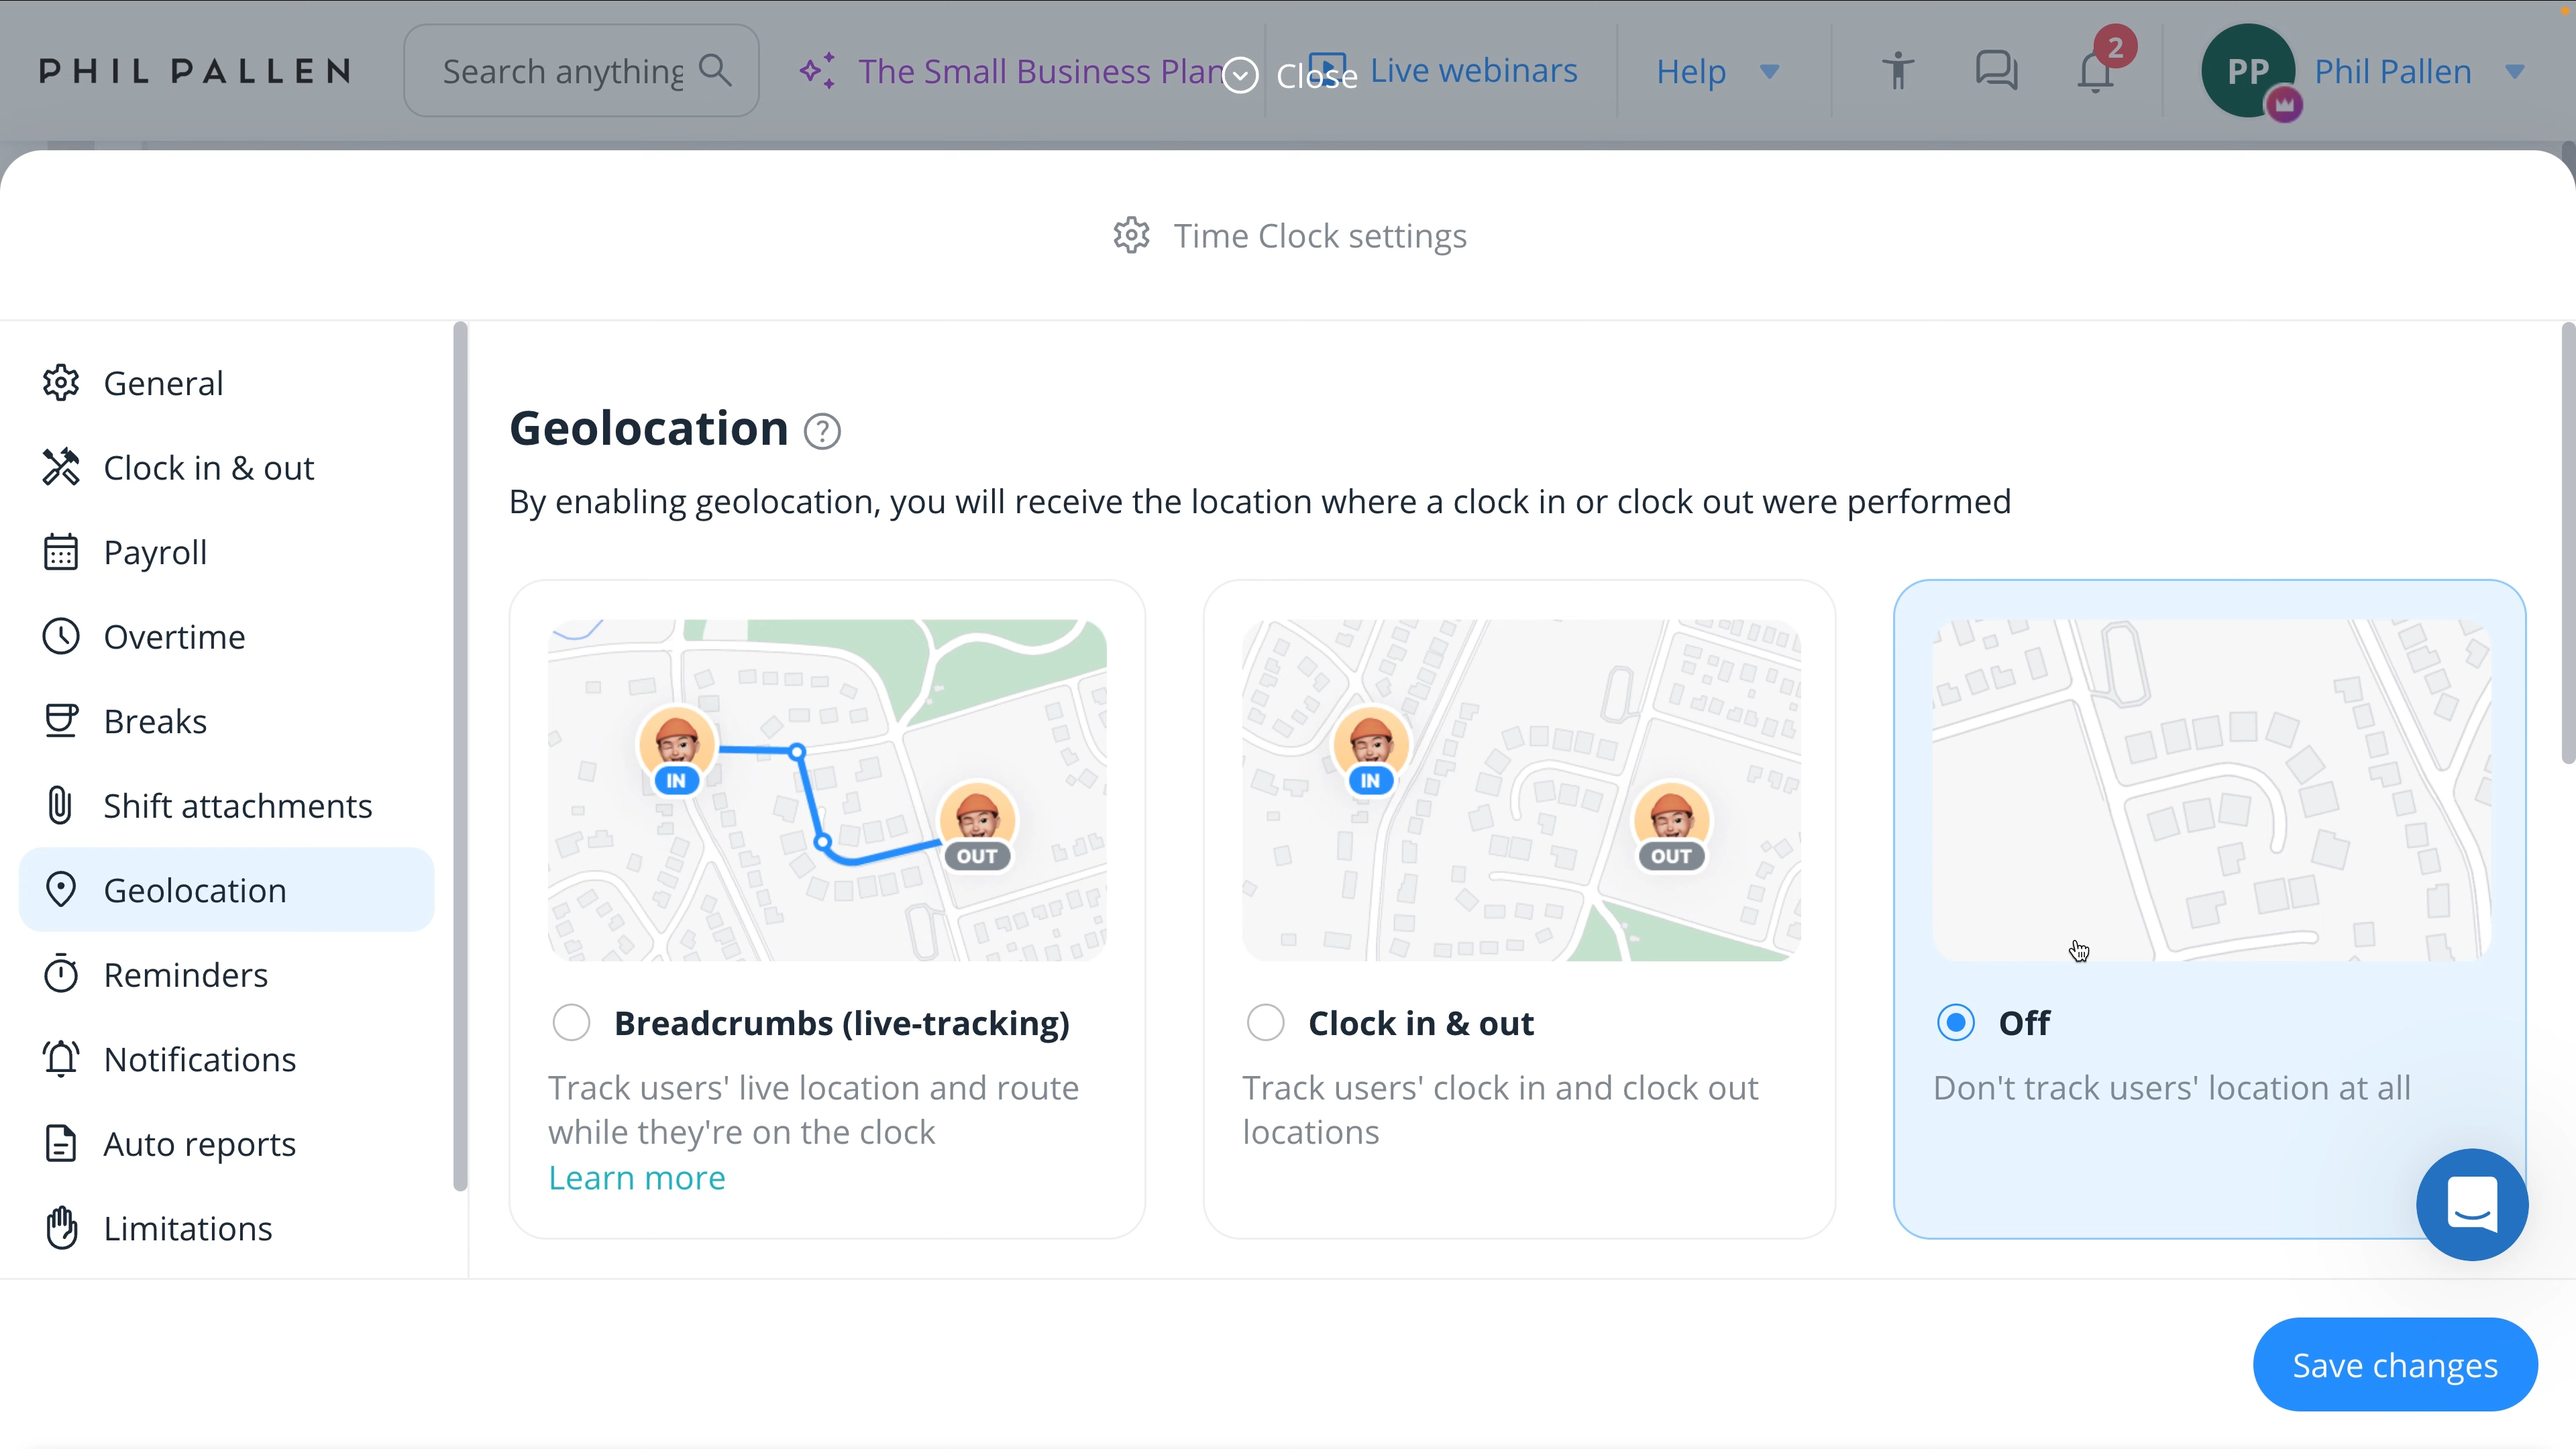 PHIL PALLEN
Search anything
The Small Business Plan
Close
Live webinars
Help
2
PP
Phil Pallen
Time Clock settings
General
Clock in & out
Payroll
Overtime
Breaks
Shift attachments
Geolocation
Reminders
Notifications
Auto reports
Limitations
Geolocation ?
By enabling geolocation, you will receive the location where a clock in or clock out were performed
IN
OUT
Breadcrumbs (live-tracking)
Track users' live location and route
while they're on the clock
Learn more
IN
OUT
Clock in & out
Track users' clock in and clock out
locations
Off
Don't track users' location at all
Save changes